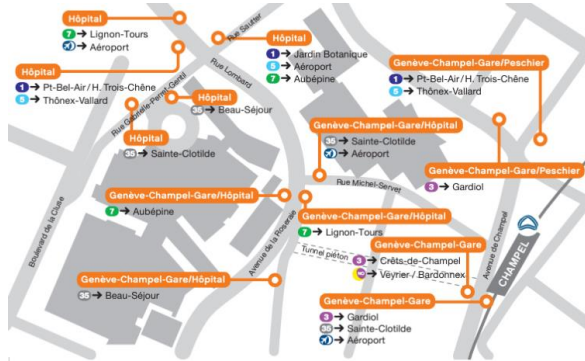 Hôpital
7 → Lignon-Tours
→ Aéroport
Hôpital
1 → Pt-Bel-Air / H. Trois-Chêne
5 → Thônex-Vallard
Rue Sautter
Hôpital
1 → Jardin Botanique
5 → Aéroport
7 → Aubépine
Rue Lombard
Genève-Champel-Gare/Peschier
1 → Pt-Bel-Air / H. Trois-Chêne
5 → Thônex-Vallard
Rue Gabrielle-Perret-Gentil
Hôpital
35 → Beau-Séjour
Hôpital
35 → Sainte-Clotilde
Genève-Champel-Gare/Hôpital
35 → Sainte-Clotilde
→ Aéroport
Genève-Champel-Gare/Peschier
3 → Gardiol
Rue Michel-Servet
Genève-Champel-Gare/Hôpital
7 → Aubépine
Genève-Champel-Gare/Hôpital
7 → Lignon-Tours
Boulevard de la Cluse
Avenue de la Roseraie
Tunnel piéton
Avenue de Champel
CHAMPEL
Genève-Champel-Gare
3 → Crêts-de-Champel
→ Veyrier / Bardonnex
Genève-Champel-Gare/Hôpital
35 → Beau-Séjour
Genève-Champel-Gare
3 → Gardiol
35 → Sainte-Clotilde
→ Aéroport